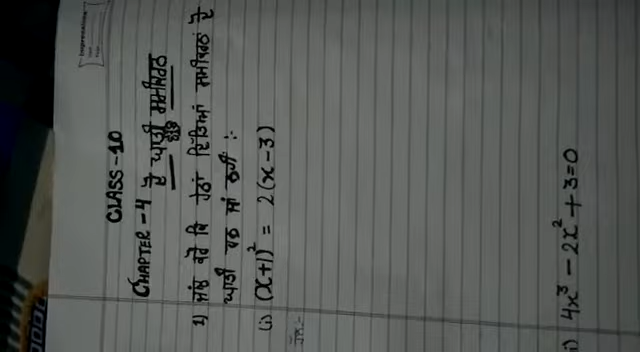 CLASS-10
CHAPTER-4 ਦੋ ਘਾਤੀ ਸਮੀਕਰਨ
1) ਜਾਂਚ ਕਰੋ ਕਿ ਹੇਠਾਂ ਦਿੱਤੀਆਂ ਸਮੀਕਰਨਾਂ ਦੋ
ਘਾਤੀ ਹਨ ਜਾਂ ਨਹੀਂ :-
(i) (x+1)² = 2(x-3)
i) 4x³ - 2x² + 3=0